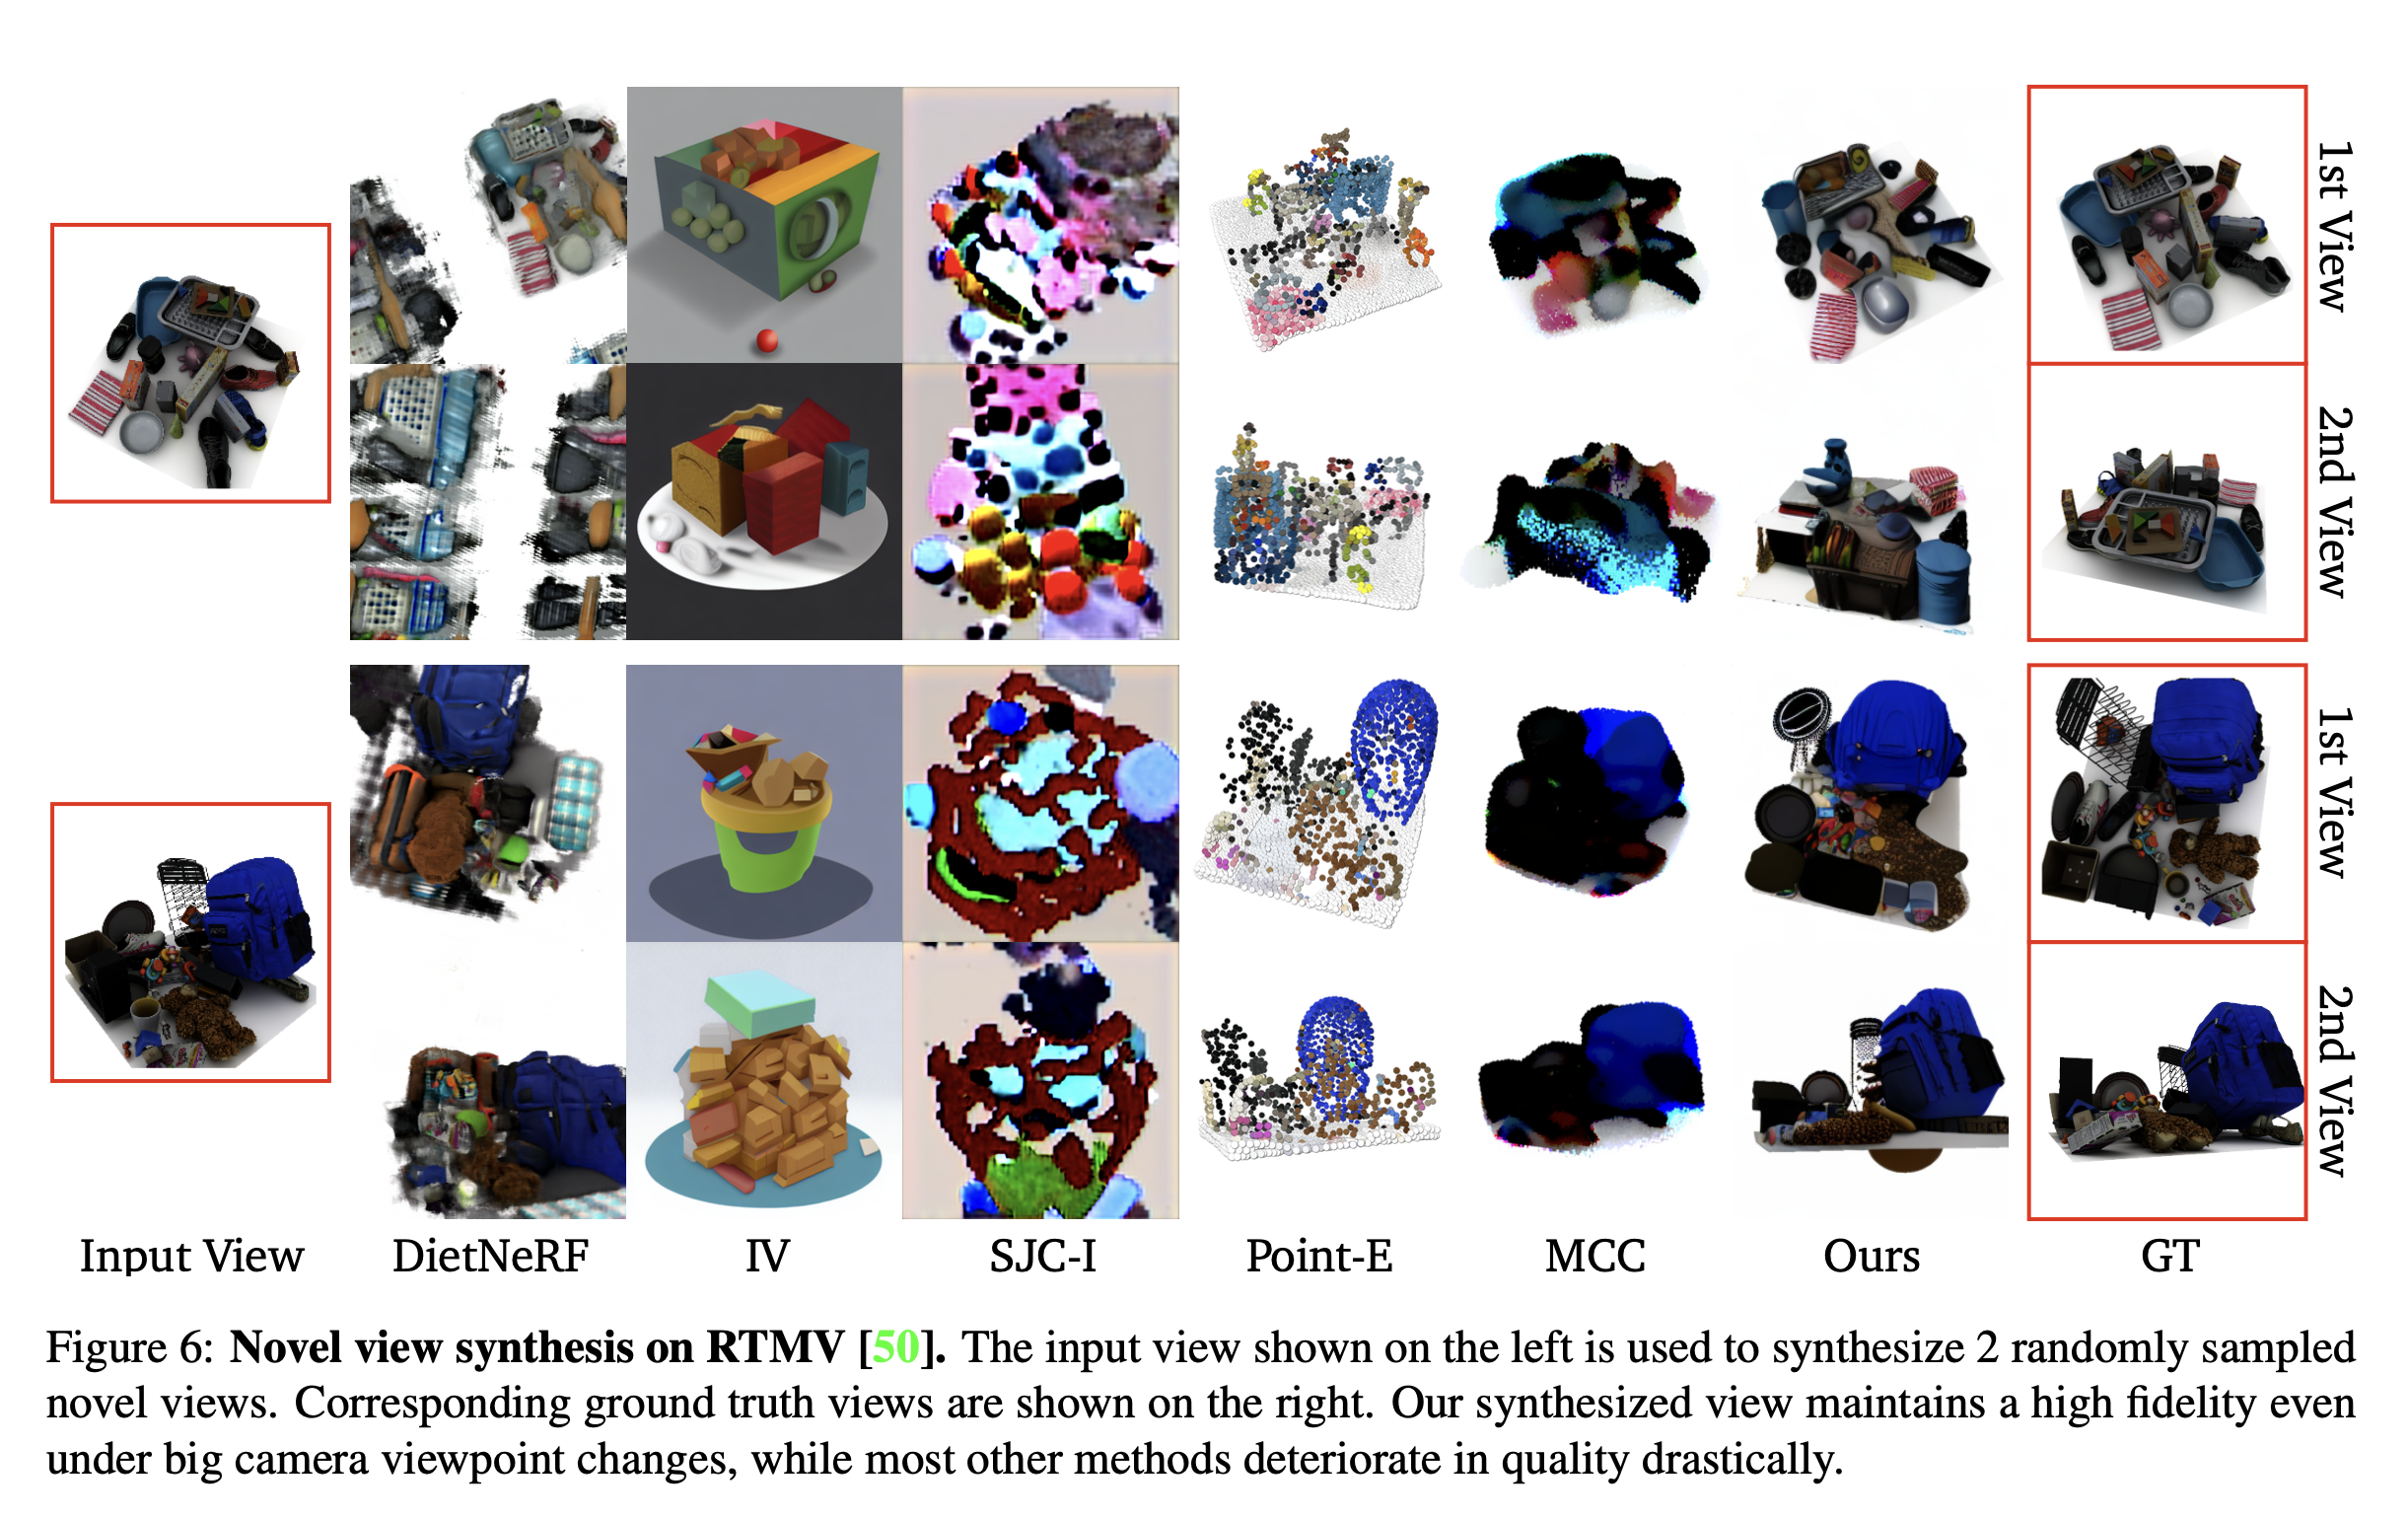 1st View
2nd View
1st View
2nd View
Input View DietNeRF IV SJC-I Point-E MCC Ours GT
Figure 6: Novel view synthesis on RTMV [50]. The input view shown on the left is used to synthesize 2 randomly sampled
novel views. Corresponding ground truth views are shown on the right. Our synthesized view maintains a high fidelity even
under big camera viewpoint changes, while most other methods deteriorate in quality drastically.